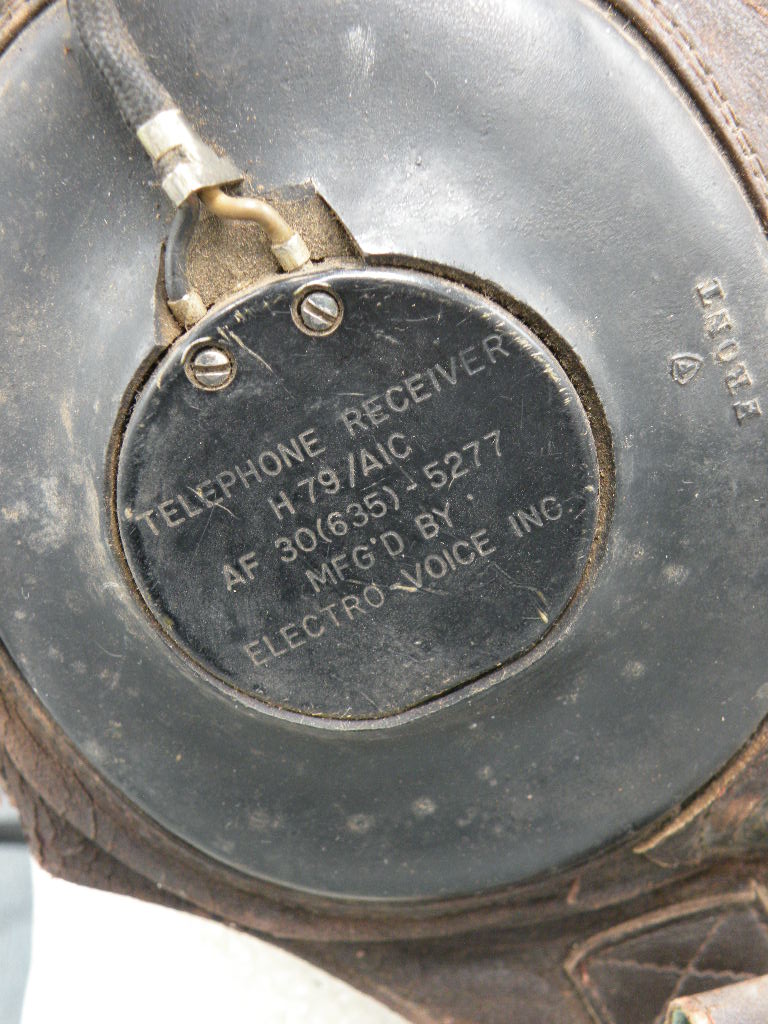 TELEPHONE RECEIVER
H 79/AIC
AF 30(635)-5277
MFG'D BY
ELECTRO-VOICE INC.
FRONT